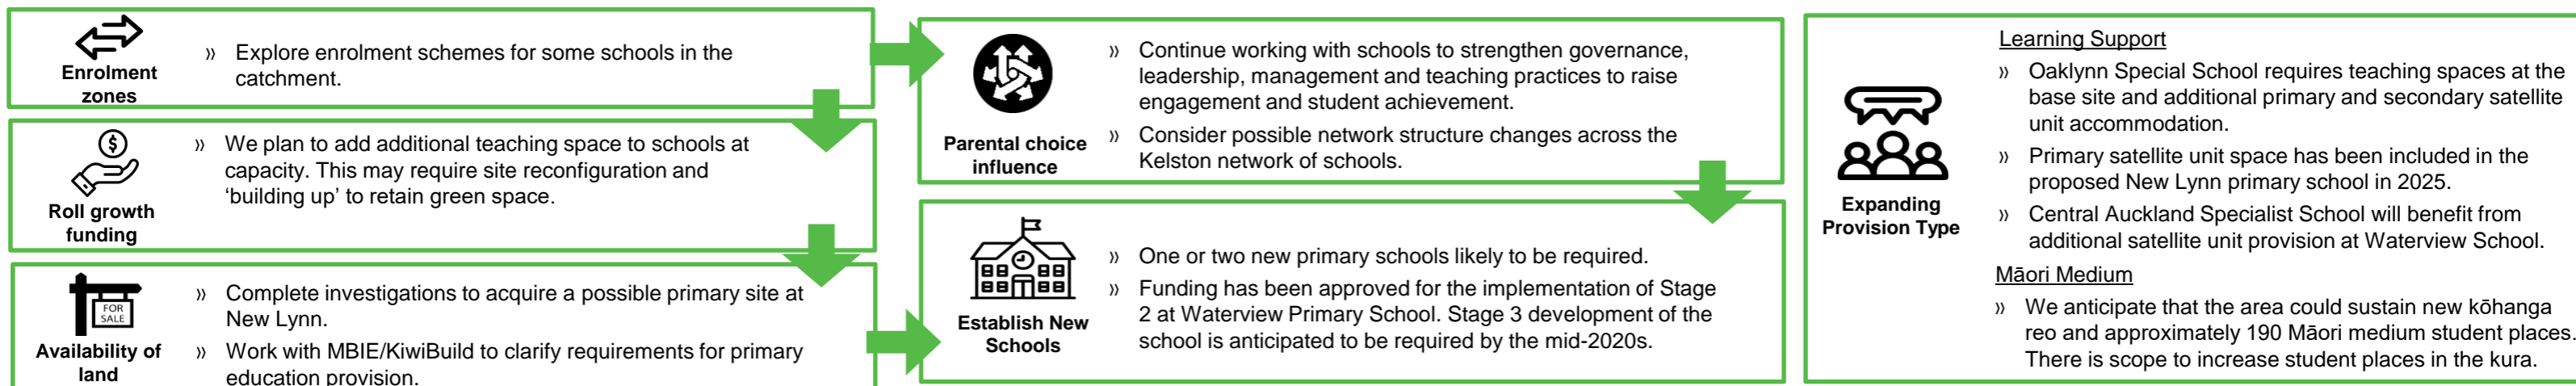 Enrolment
zones
» Explore enrolment schemes for some schools in the
catchment.
Roll growth
funding
» We plan to add additional teaching space to schools at
capacity. This may require site reconfiguration and
‘building up’ to retain green space.
FOR
SALE
Availability of
land
» Complete investigations to acquire a possible primary site at
New Lynn.
» Work with MBIE/KiwiBuild to clarify requirements for primary
education provision.
Parental choice
influence
» Continue working with schools to strengthen governance,
leadership, management and teaching practices to raise
engagement and student achievement.
» Consider possible network structure changes across the
Kelston network of schools.
Establish New
Schools
» One or two new primary schools likely to be required.
» Funding has been approved for the implementation of Stage
2 at Waterview Primary School. Stage 3 development of the
school is anticipated to be required by the mid-2020s.
Expanding
Provision Type
Learning Support
» Oaklynn Special School requires teaching spaces at the
base site and additional primary and secondary satellite
unit accommodation.
» Primary satellite unit space has been included in the
proposed New Lynn primary school in 2025.
» Central Auckland Specialist School will benefit from
additional satellite unit provision at Waterview School.
Māori Medium
» We anticipate that the area could sustain new kōhanga
reo and approximately 190 Māori medium student places.
There is scope to increase student places in the kura.